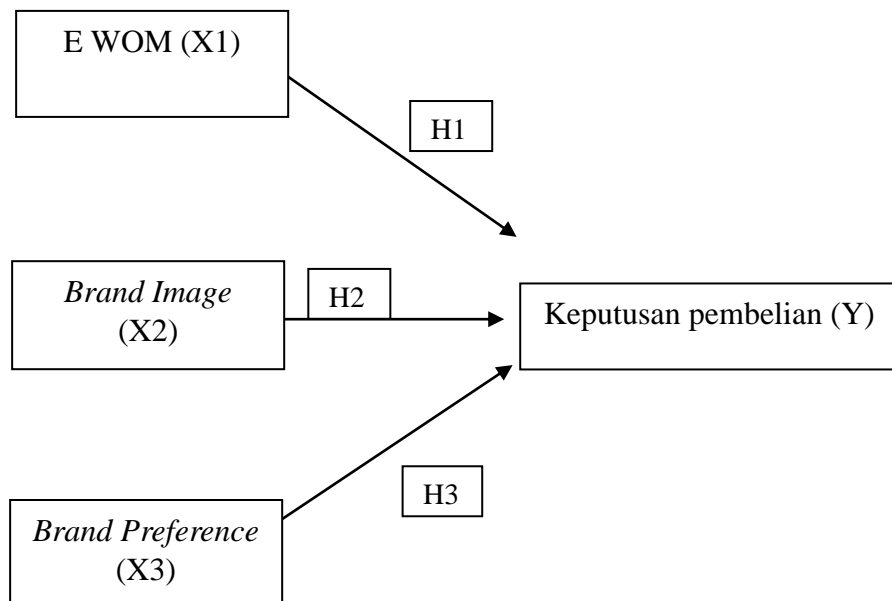 E WOM (X1)
H1
Brand Image
(X2)
H2
Keputusan pembelian (Y)
H3
Brand Preference
(X3)